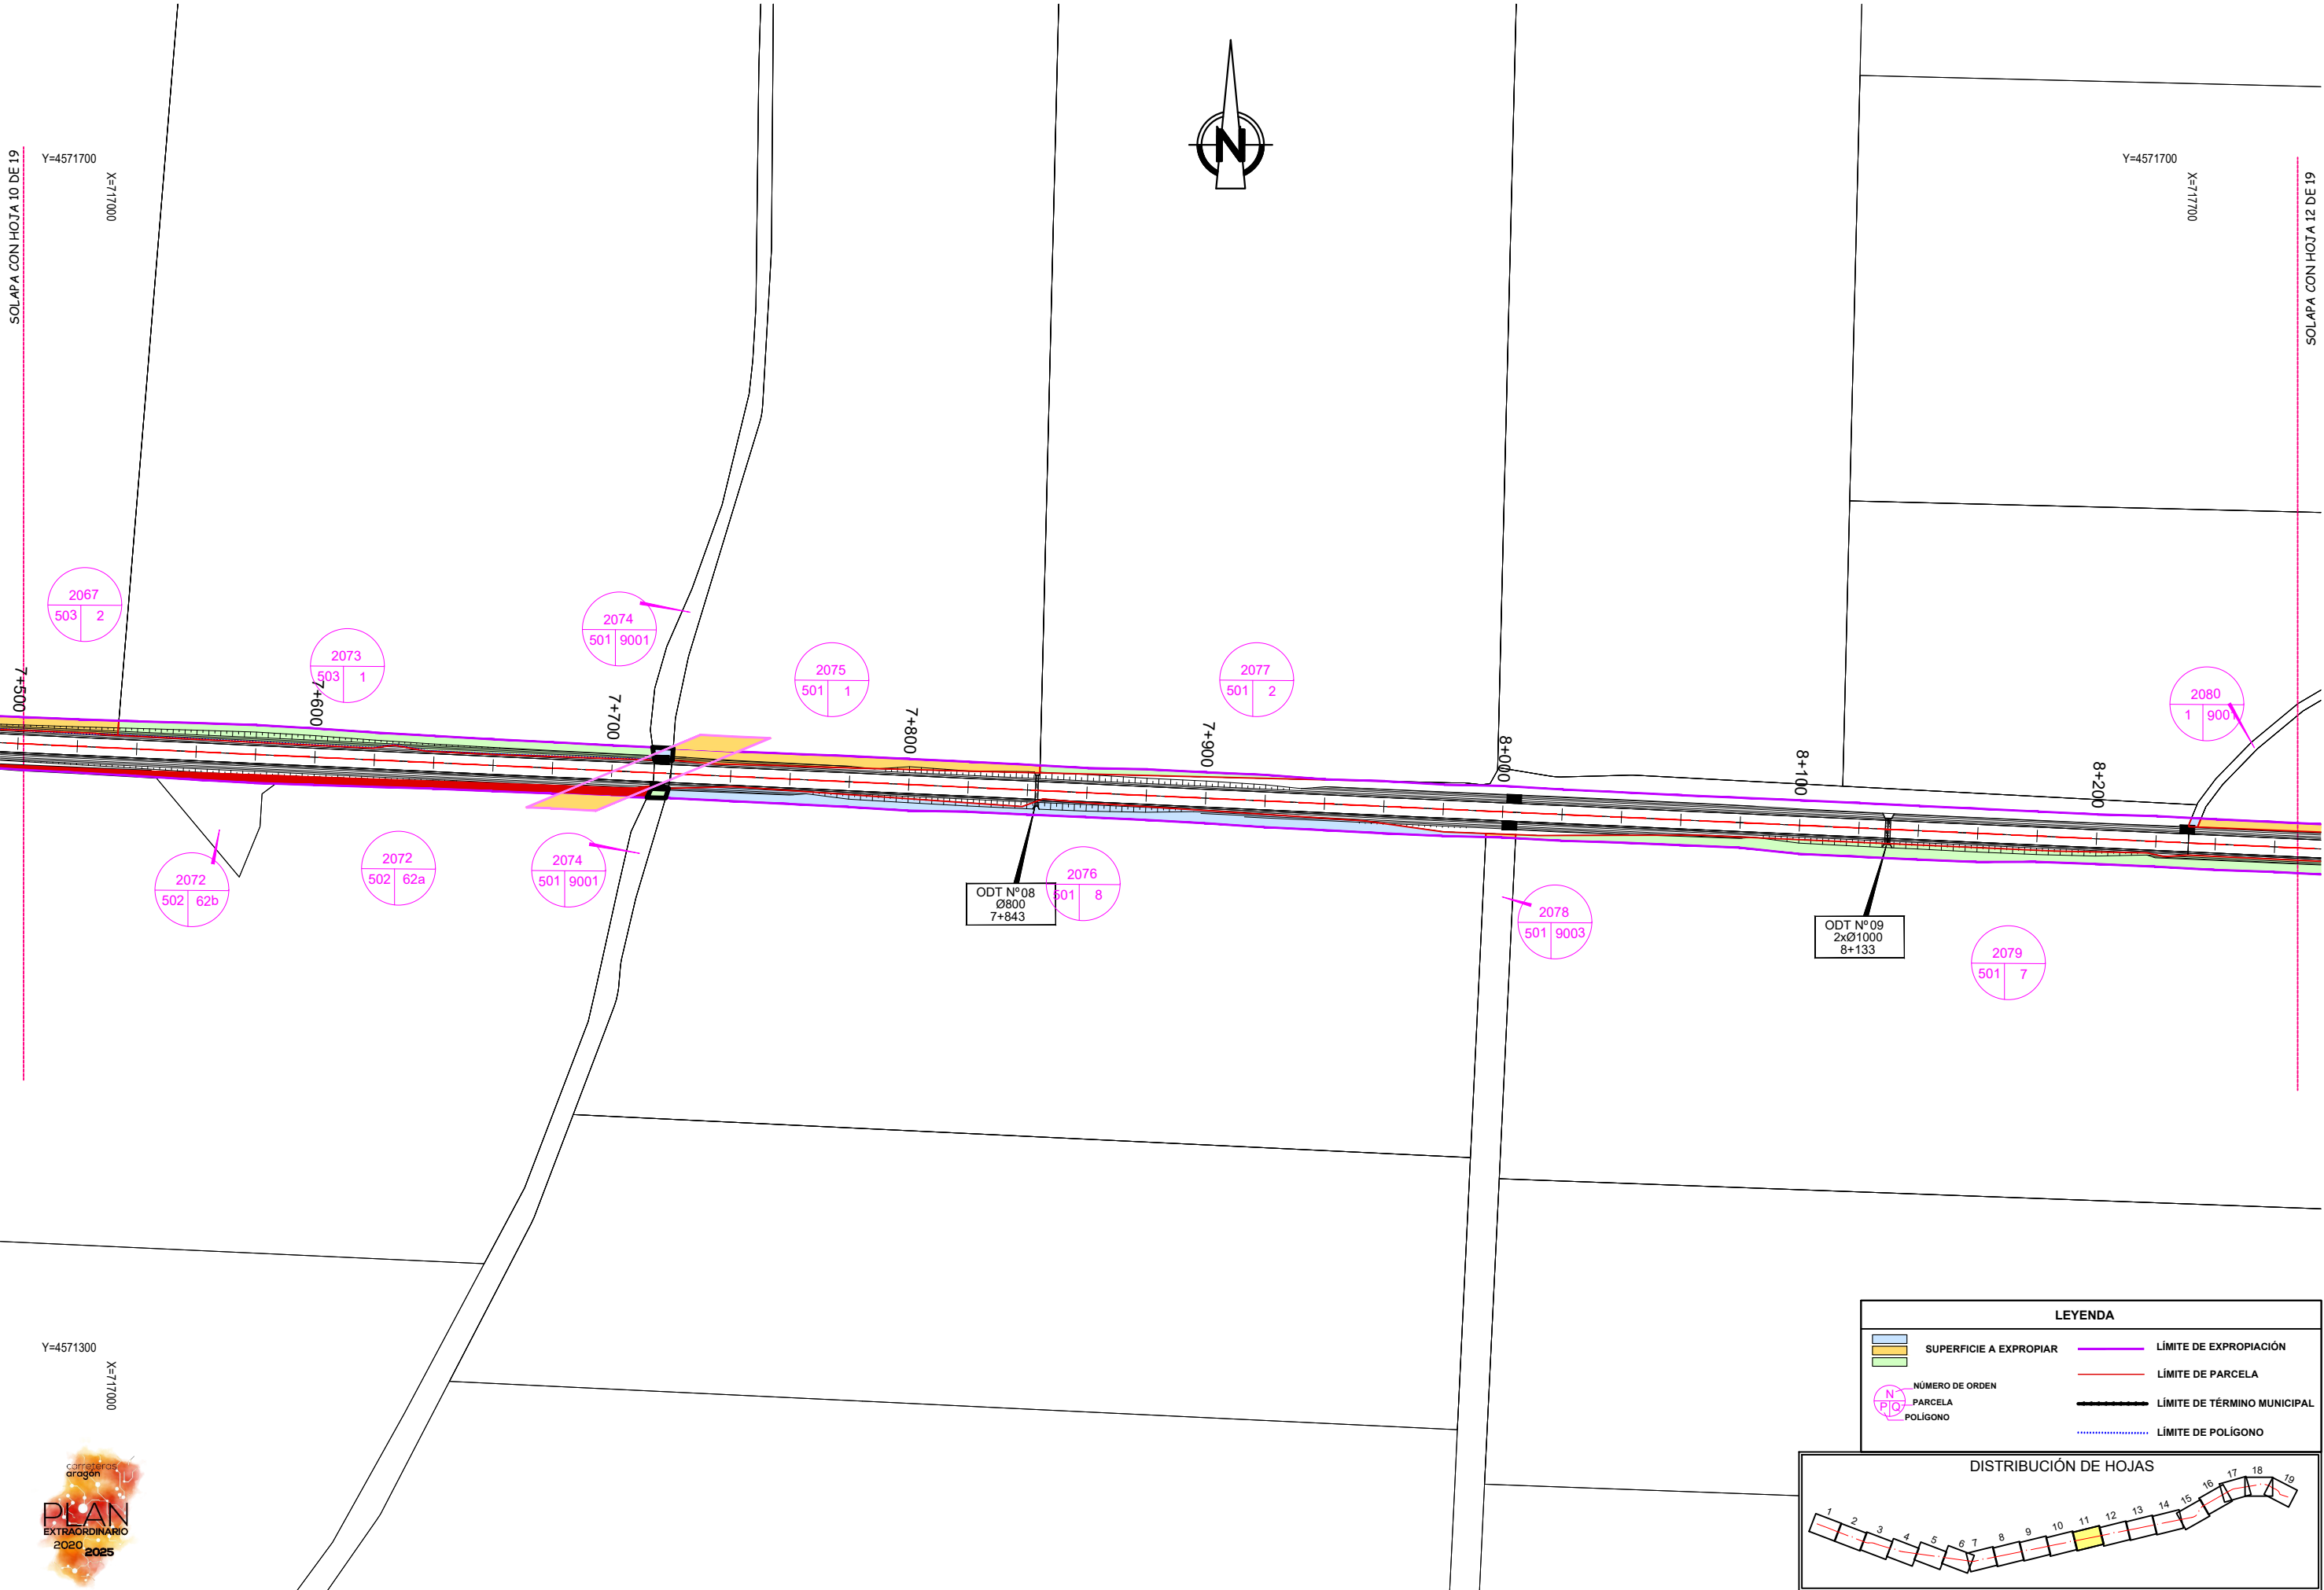 SOLAPA CON HOJA 10 DE 19
Y=4571700
X=717000
N
Y=4571700
X=717700
SOLAPA CON HOJA 12 DE 19
2067
503 2
2073
503 1
2074
501 9001
2075
501 1
2077
501 2
2080
1 9001
7+500
7+600
7+700
7+800
7+900
8+000
8+100
8+200
2072
502 62b
2072
502 62a
2074
501 9001
ODT Nº08
Ø800
7+843
2076
501 8
2078
501 9003
ODT Nº09
2xØ1000
8+133
2079
501 7
Y=4571300
X=717000
LEYENDA
SUPERFICIE A EXPROPIAR
LÍMITE DE EXPROPIACIÓN
LÍMITE DE PARCELA
LÍMITE DE TÉRMINO MUNICIPAL
LÍMITE DE POLÍGONO
N
P Q
NÚMERO DE ORDEN
PARCELA
POLÍGONO
DISTRIBUCIÓN DE HOJAS
1 2 3 4 5 6 7 8 9 10 11 12 13 14 15 16 17 18 19
carreteras
aragón
PLAN
EXTRAORDINARIO
2020 2025